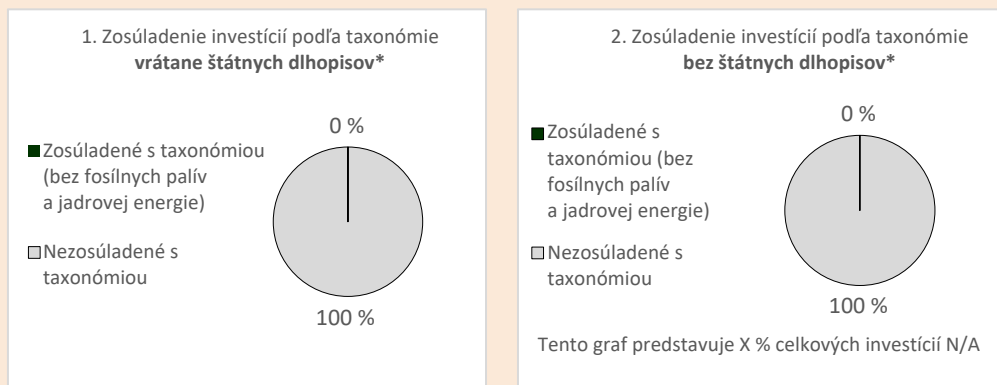 1. Zosúladenie investícií podľa taxonómie
vrátane štátnych dlhopisov*
0 %
Zosúladené s taxonómiou
(bez fosílnych palív
a jadrovej energie)
Nezosúladené s
taxonómiou
100 %
2. Zosúladenie investícií podľa taxonómie
bez štátnych dlhopisov*
0 %
Zosúladené s
taxonómiou (bez
fosílnych palív
a jadrovej energie)
Nezosúladené s
taxonómiou
100 %
Tento graf predstavuje X % celkových investícií N/A